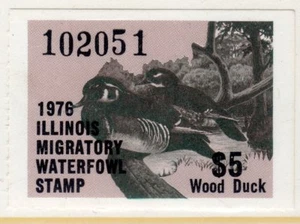 102051
1976
ILLINOIS
MIGRATORY
WATERFOWL
STAMP
$5
Wood Duck